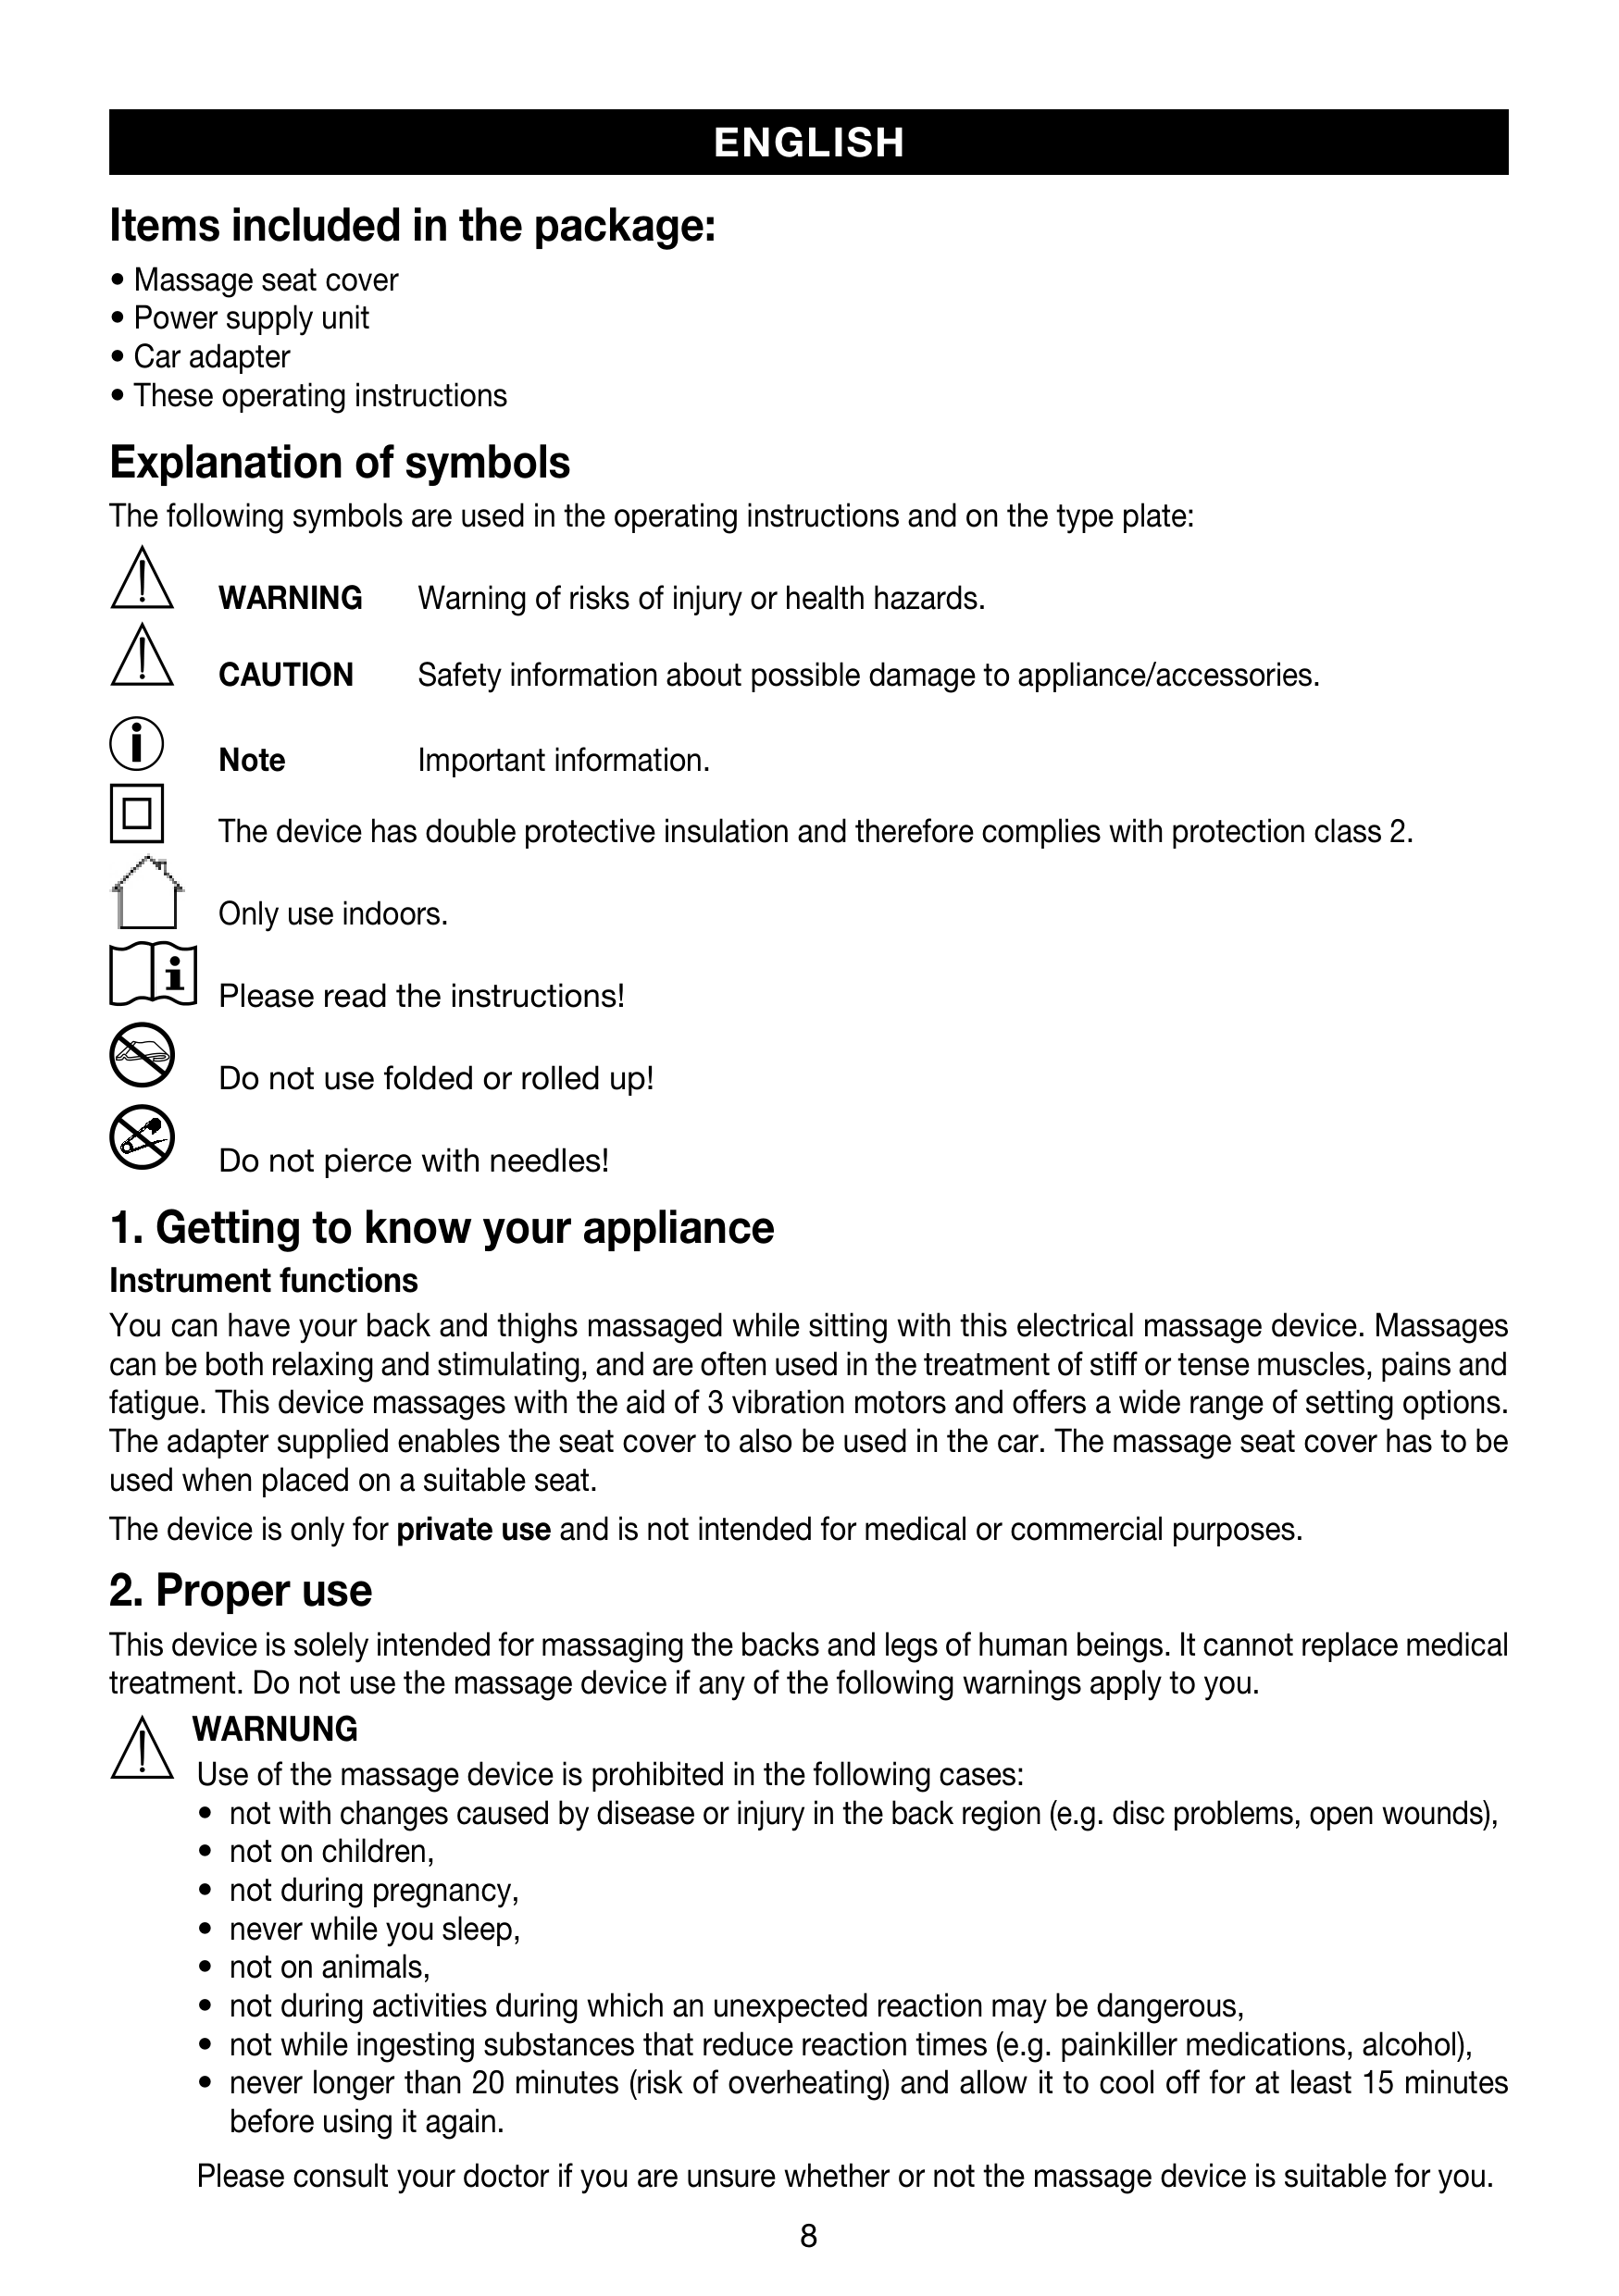 ENGLISH
Items included in the package:
• Massage seat cover
• Power supply unit
• Car adapter
• These operating instructions
Explanation of symbols
The following symbols are used in the operating instructions and on the type plate:
WARNING Warning of risks of injury or health hazards.
CAUTION Safety information about possible damage to appliance/accessories.
Note Important information.
The device has double protective insulation and therefore complies with protection class 2.
Only use indoors.
Please read the instructions!
Do not use folded or rolled up!
Do not pierce with needles!
1. Getting to know your appliance
Instrument functions
You can have your back and thighs massaged while sitting with this electrical massage device. Massages
can be both relaxing and stimulating, and are often used in the treatment of stiff or tense muscles, pains and
fatigue. This device massages with the aid of 3 vibration motors and offers a wide range of setting options.
The adapter supplied enables the seat cover to also be used in the car. The massage seat cover has to be
used when placed on a suitable seat.
The device is only for private use and is not intended for medical or commercial purposes.
2. Proper use
This device is solely intended for massaging the backs and legs of human beings. It cannot replace medical
treatment. Do not use the massage device if any of the following warnings apply to you.
WARNUNG
Use of the massage device is prohibited in the following cases:
• not with changes caused by disease or injury in the back region (e.g. disc problems, open wounds),
• not on children,
• not during pregnancy,
• never while you sleep,
• not on animals,
• not during activities during which an unexpected reaction may be dangerous,
• not while ingesting substances that reduce reaction times (e.g. painkiller medications, alcohol),
• never longer than 20 minutes (risk of overheating) and allow it to cool off for at least 15 minutes
before using it again.
Please consult your doctor if you are unsure whether or not the massage device is suitable for you.
8